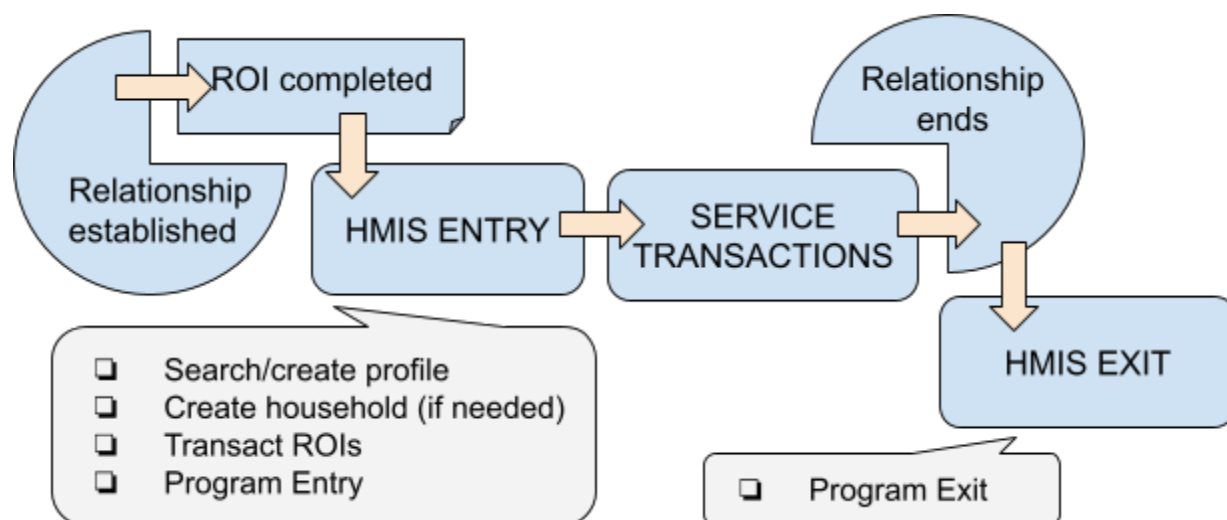 ROI completed
Relationship
established
HMIS ENTRY
SERVICE
TRANSACTIONS
Relationship
ends
HMIS EXIT
❏ Search/create profile
❏ Create household (if needed)
❏ Transact ROIs
❏ Program Entry
❏ Program Exit